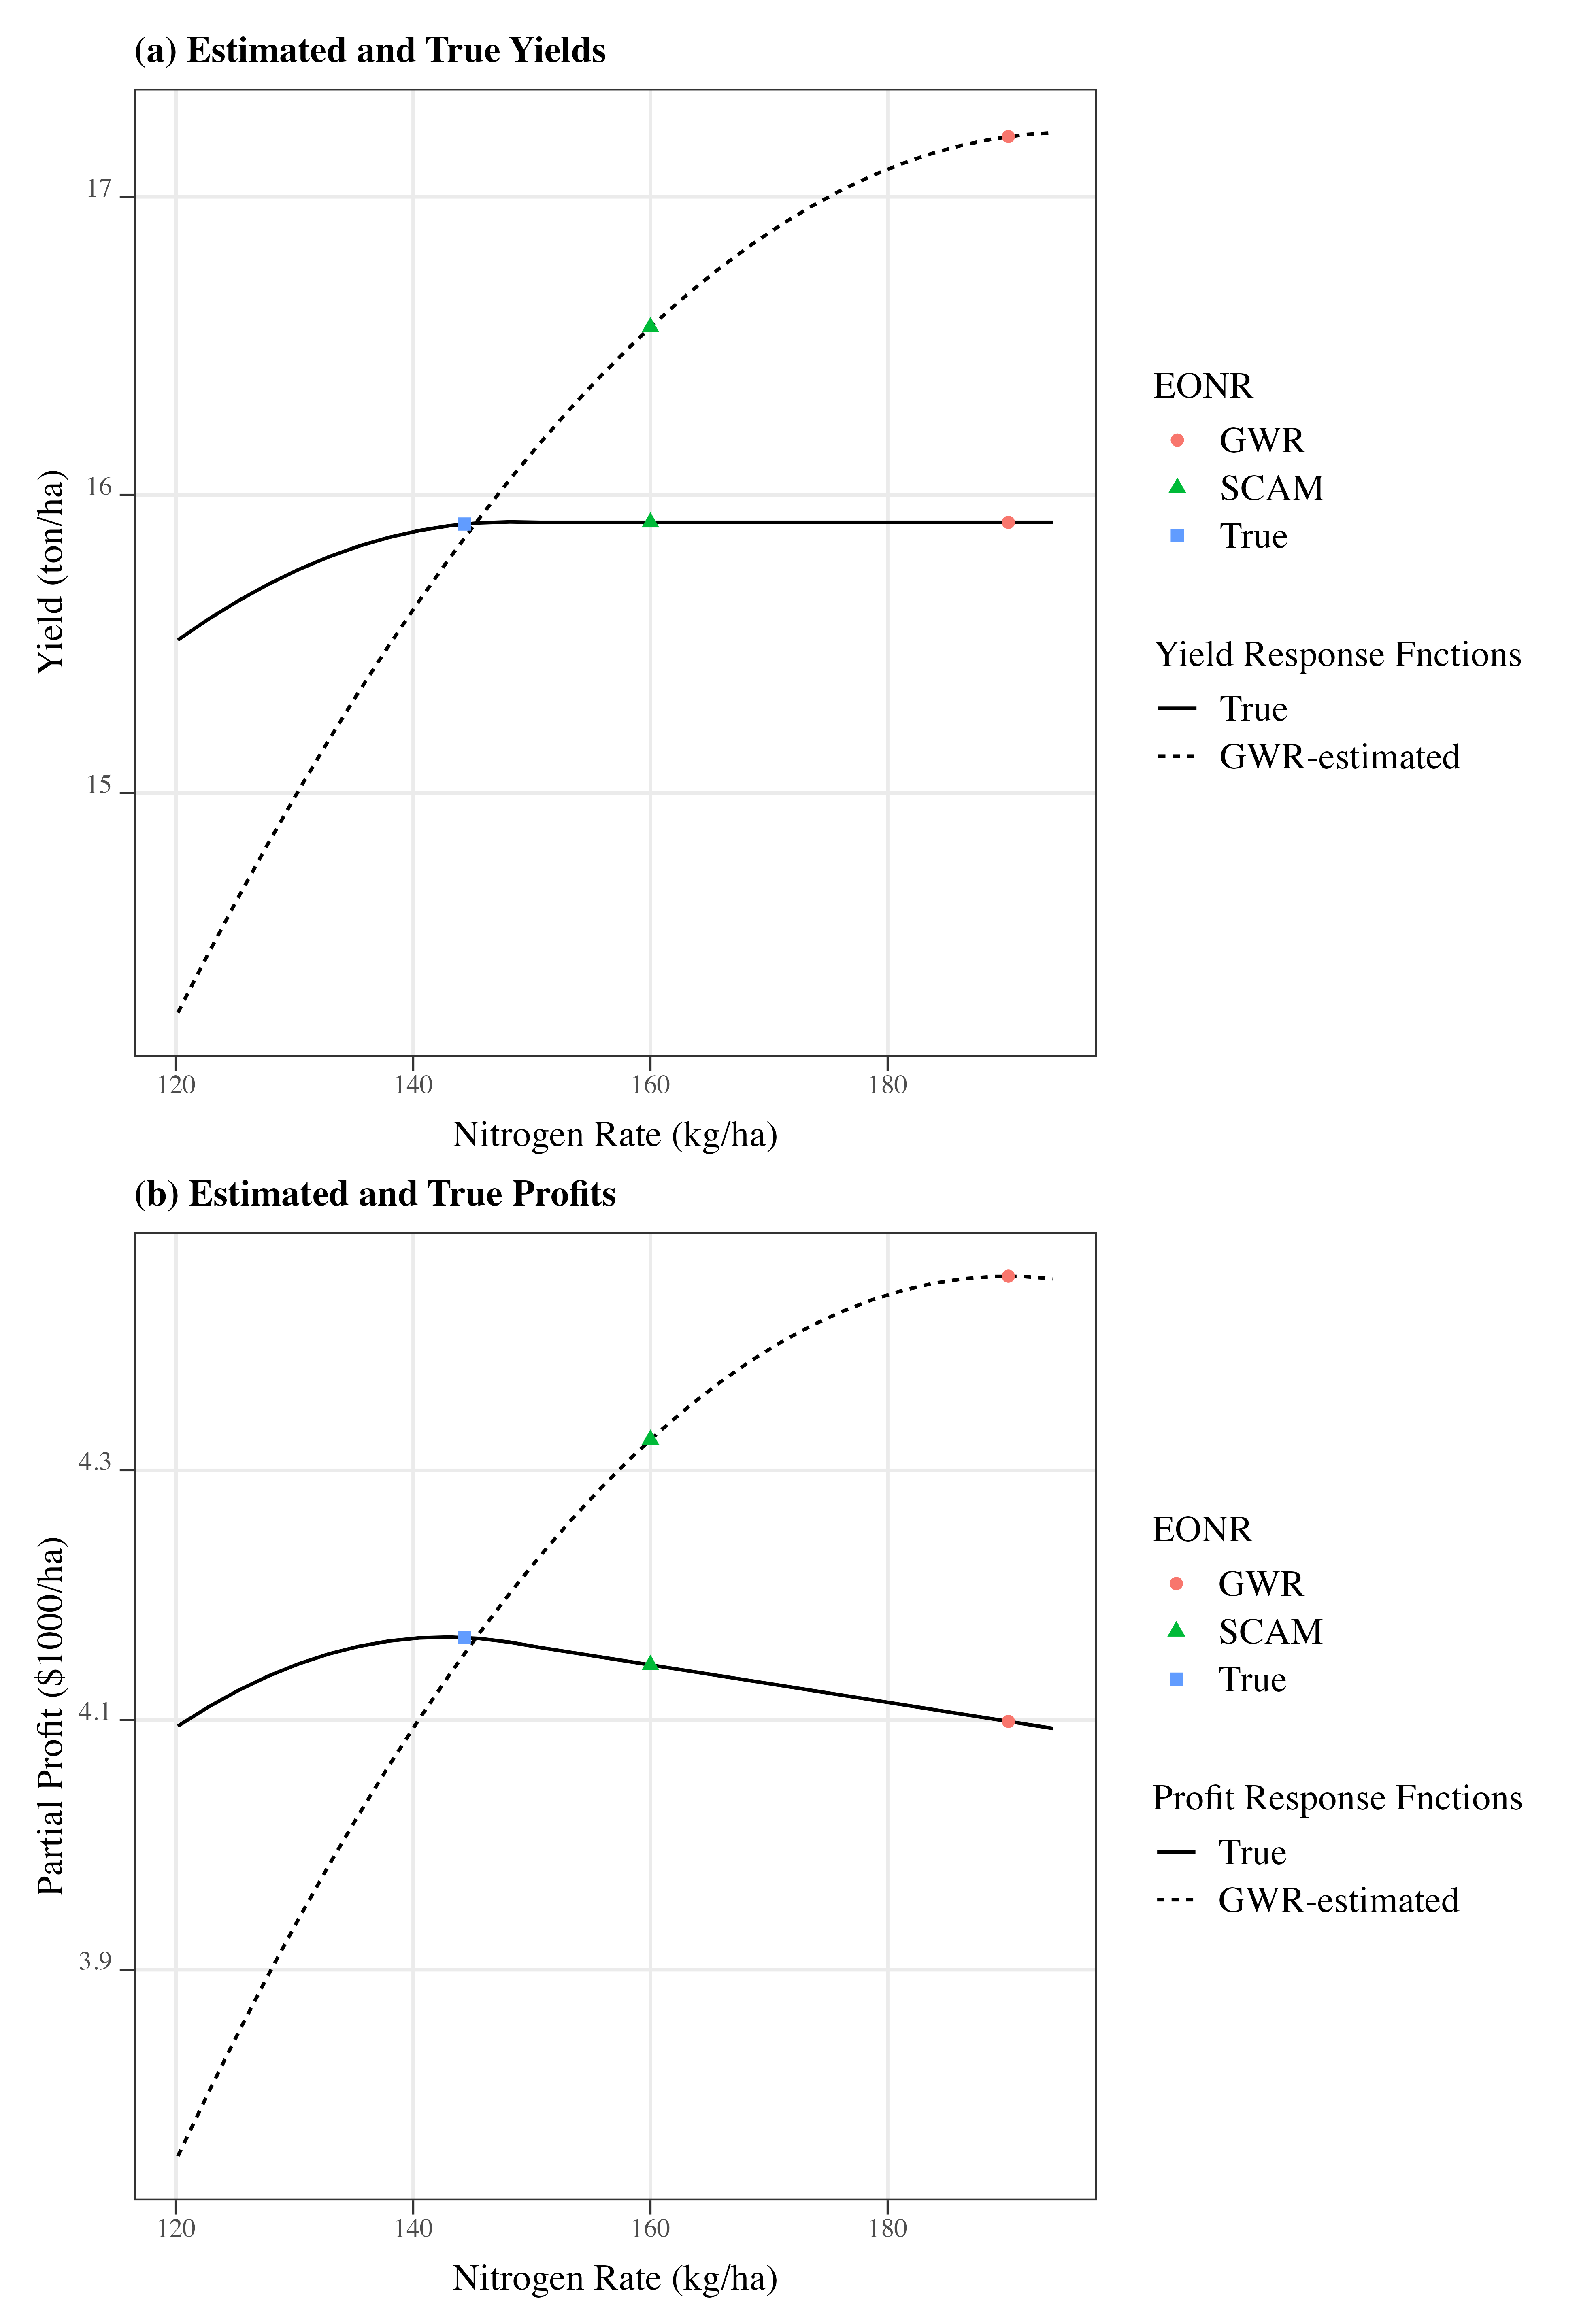 (a) Estimated and True Yields
17
16
15
Yield (ton/ha)
120 140 160 180
Nitrogen Rate (kg/ha)
EONR
GWR
SCAM
True
Yield Response Fnctions
True
GWR-estimated
(b) Estimated and True Profits
4.3
4.1
3.9
Partial Profit ($1000/ha)
120 140 160 180
Nitrogen Rate (kg/ha)
EONR
GWR
SCAM
True
Profit Response Fnctions
True
GWR-estimated